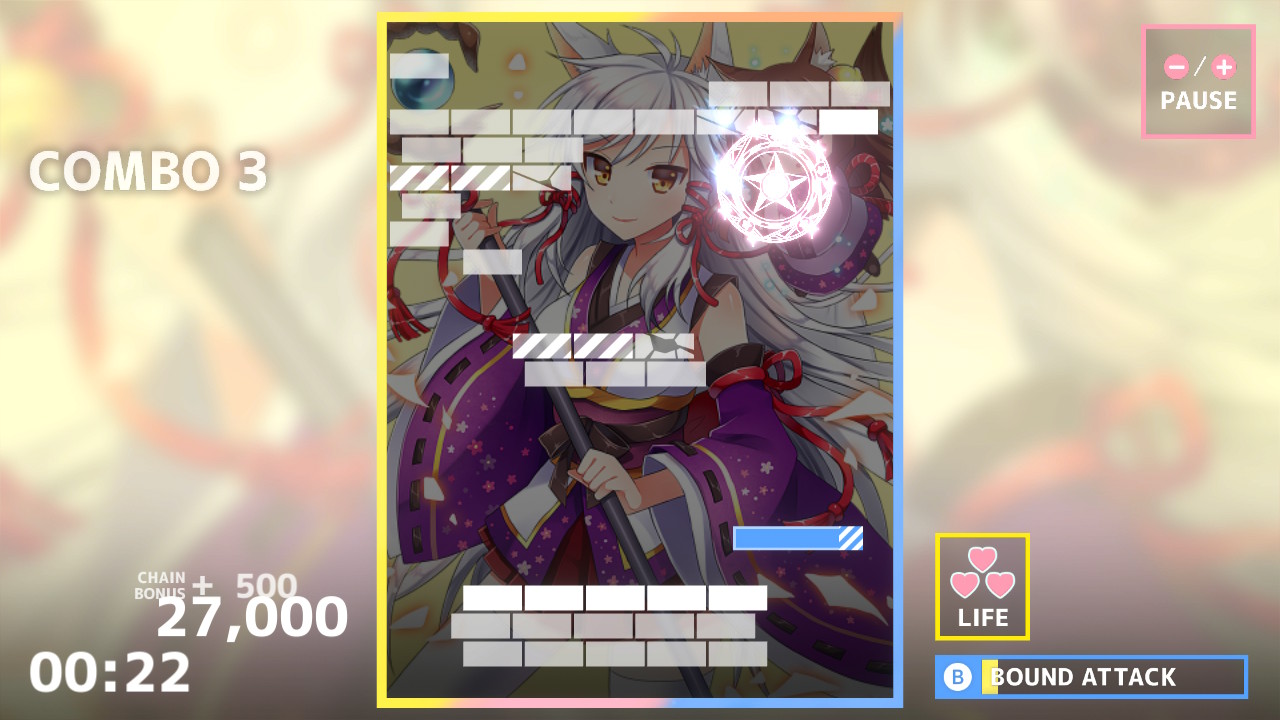 COMBO 3
− / +
PAUSE
CHAIN BONUS + 500
27,000
00:22
LIFE
B BOUND ATTACK